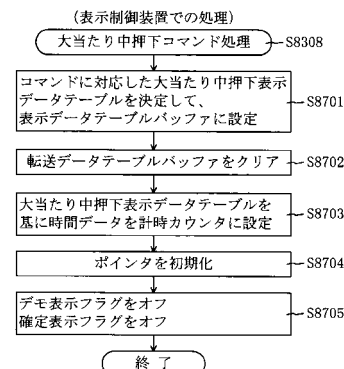 (表示制御装置での処理)
大当たり中押下コマンド処理
S8308
コマンドに対応した大当たり中押下表示
データテーブルを決定して、
表示データテーブルバッファに設定
S8701
転送データテーブルバッファをクリア
S8702
大当たり中押下表示データテーブルを
基に時間データを計時カウンタに設定
S8703
ポインタを初期化
S8704
デモ表示フラグをオフ
確定表示フラグをオフ
S8705
終了